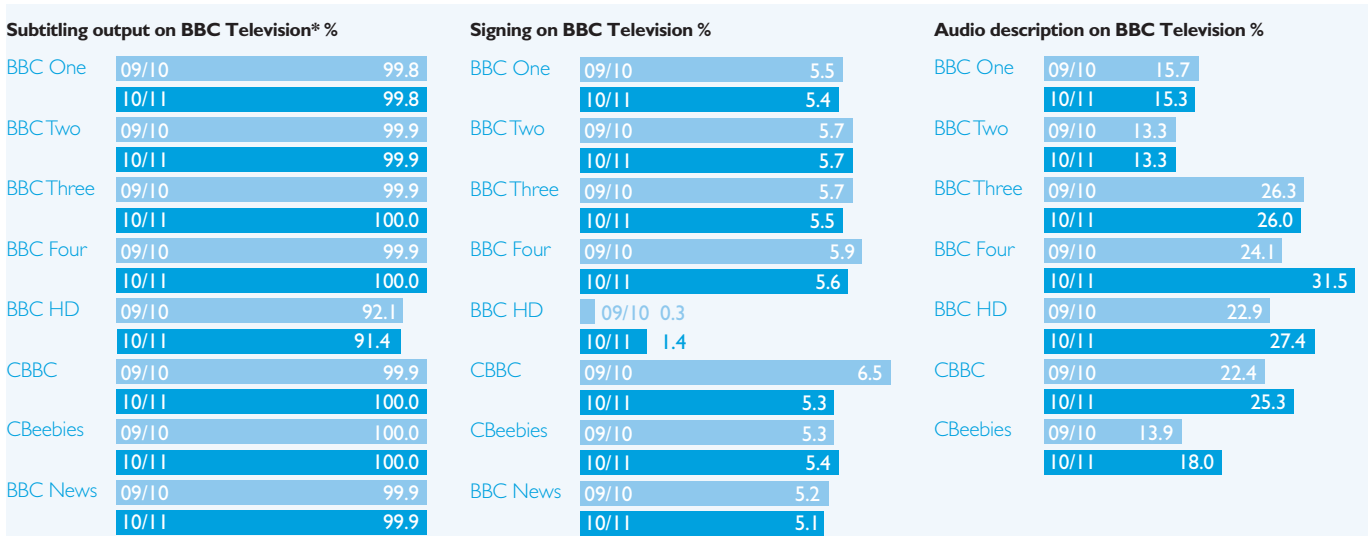 Subtitling output on BBC Television* %
BBC One 09/10 99.8
10/11 99.8
BBC Two 09/10 99.9
10/11 99.9
BBC Three 09/10 99.9
10/11 100.0
BBC Four 09/10 99.9
10/11 100.0
BBC HD 09/10 92.1
10/11 91.4
CBBC 09/10 99.9
10/11 100.0
CBeebies 09/10 100.0
10/11 100.0
BBC News 09/10 99.9
10/11 99.9
Signing on BBC Television %
BBC One 09/10 5.5
10/11 5.4
BBC Two 09/10 5.7
10/11 5.7
BBC Three 09/10 5.7
10/11 5.5
BBC Four 09/10 5.9
10/11 5.6
BBC HD 09/10 0.3
10/11 1.4
CBBC 09/10 6.5
10/11 5.3
CBeebies 09/10 5.3
10/11 5.4
BBC News 09/10 5.2
10/11 5.1
Audio description on BBC Television %
BBC One 09/10 15.7
10/11 15.3
BBC Two 09/10 13.3
10/11 13.3
BBC Three 09/10 26.3
10/11 26.0
BBC Four 09/10 24.1
10/11 31.5
BBC HD 09/10 22.9
10/11 27.4
CBBC 09/10 22.4
10/11 25.3
CBeebies 09/10 13.9
10/11 18.0